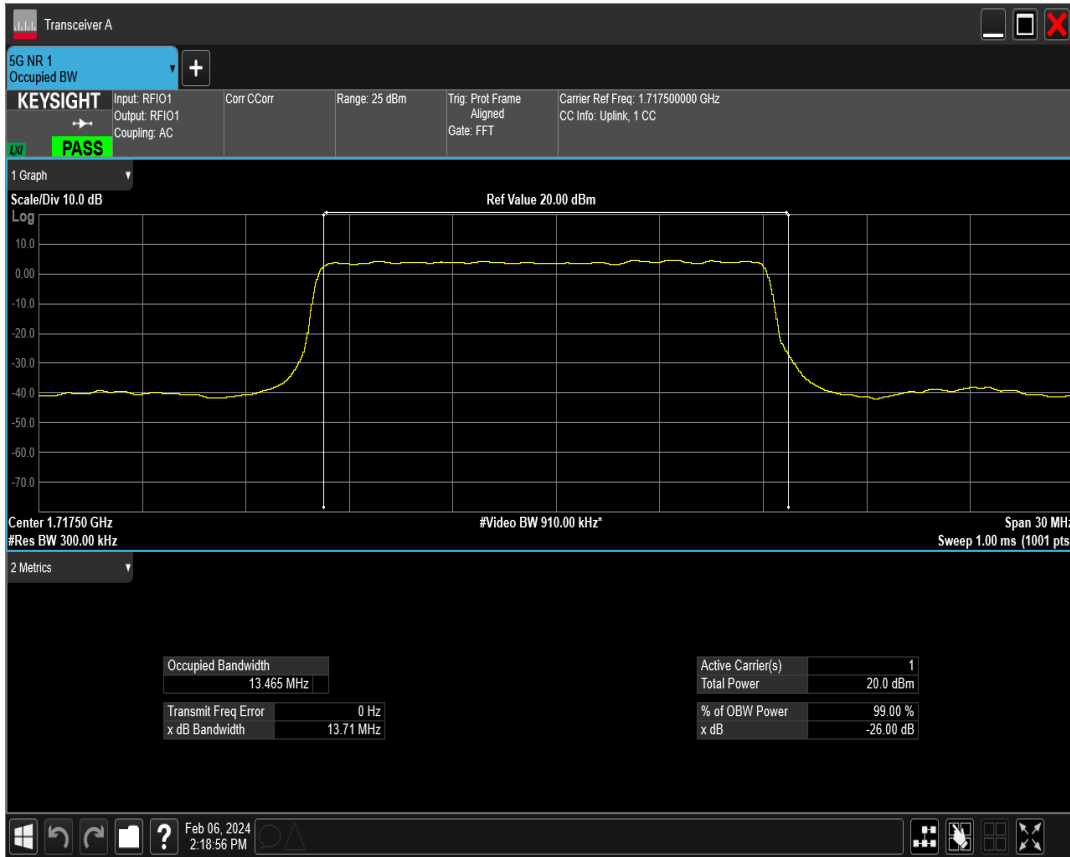 Transceiver A
5G NR 1
Occupied BW
KEYSIGHT
LXI
PASS
Input: RFIO1
Output: RFIO1
Coupling: AC
Corr CCorr
Range: 25 dBm
Trig: Prot Frame
Aligned
Gate: FFT
Carrier Ref Freq: 1.717500000 GHz
CC Info: Uplink, 1 CC
1 Graph
Scale/Div 10.0 dB
Ref Value 20.00 dBm
Log
10.0
0.00
-10.0
-20.0
-30.0
-40.0
-50.0
-60.0
-70.0
Center 1.71750 GHz
#Video BW 910.00 kHz*
Span 30 MHz
#Res BW 300.00 kHz
Sweep 1.00 ms (1001 pts
2 Metrics
Occupied Bandwidth
13.465 MHz
Transmit Freq Error 0 Hz
x dB Bandwidth 13.71 MHz
Active Carrier(s) 1
Total Power 20.0 dBm
% of OBW Power 99.00 %
x dB -26.00 dB
?
Feb 06, 2024
2:18:56 PM